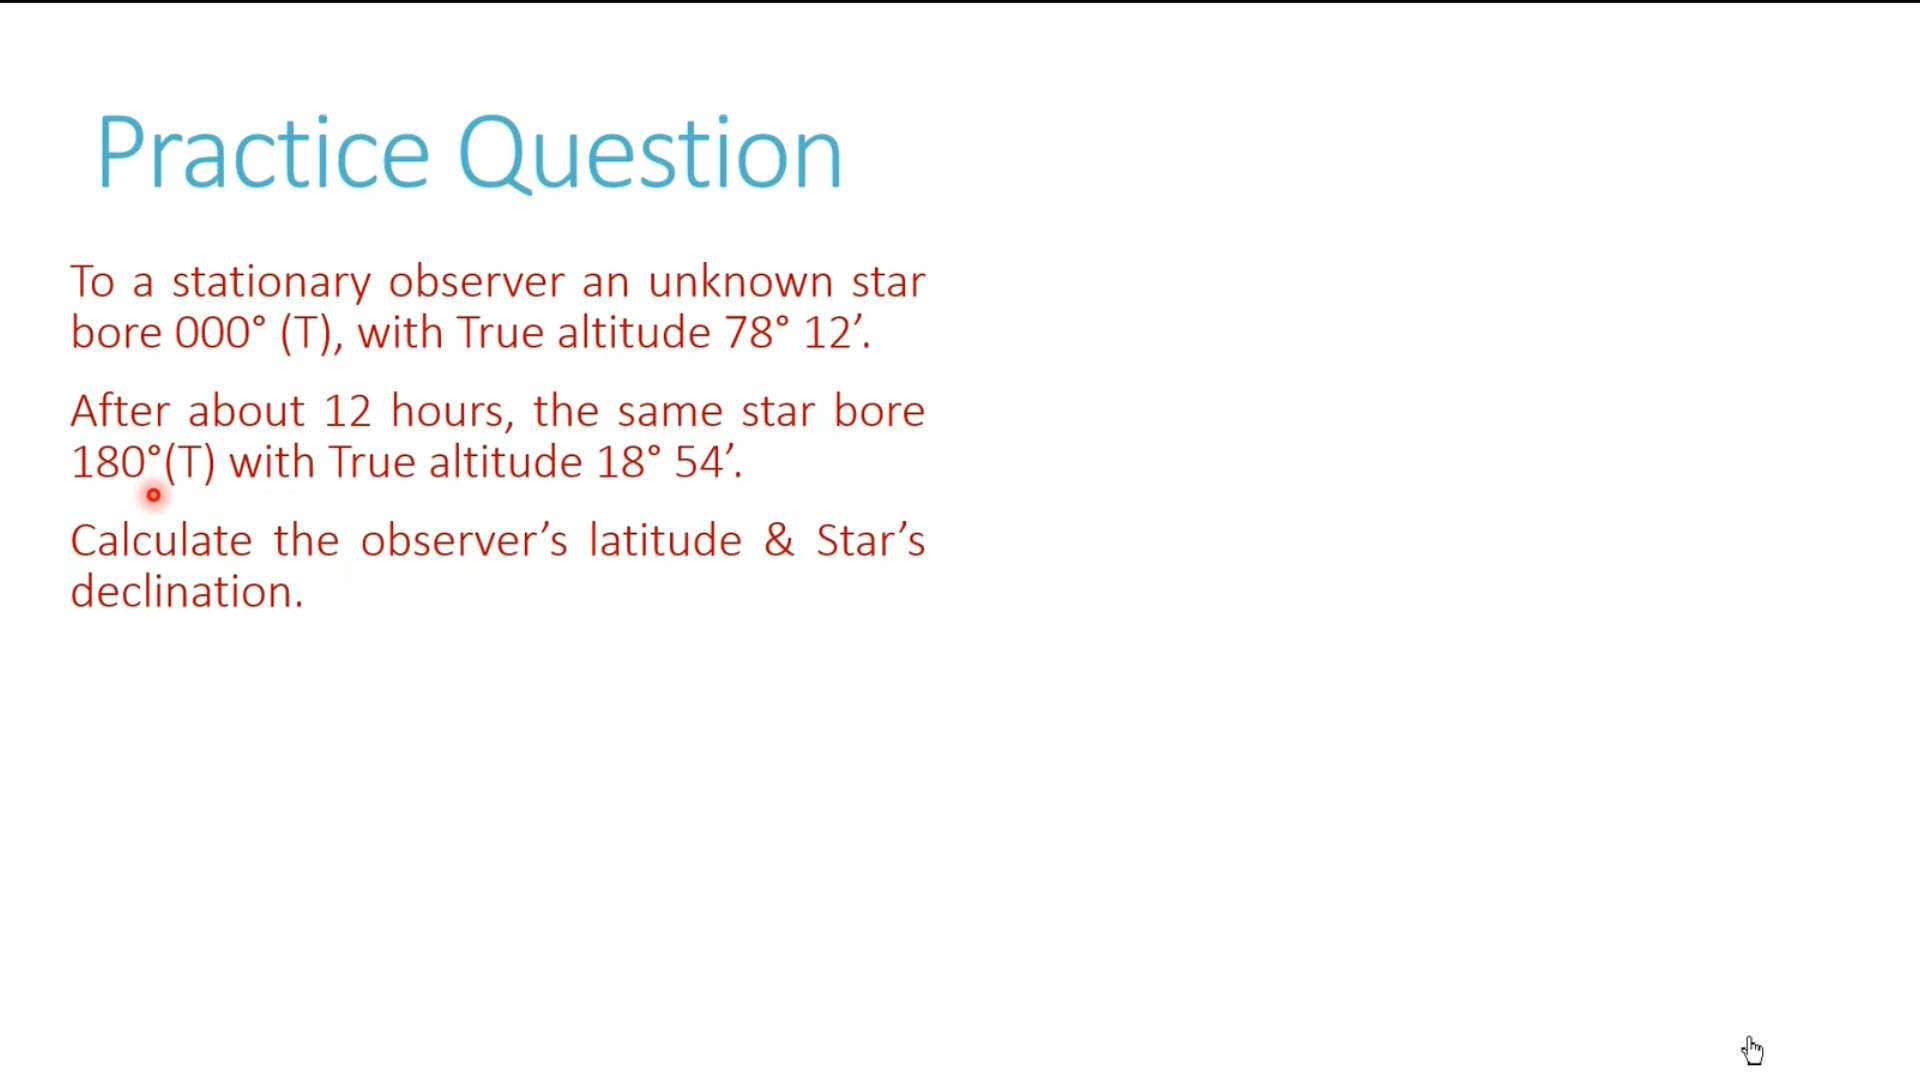 Practice Question
To a stationary observer an unknown star
bore 000° (T), with True altitude 78° 12’.
After about 12 hours, the same star bore
180°(T) with True altitude 18° 54’.
Calculate the observer’s latitude & Star’s
declination.